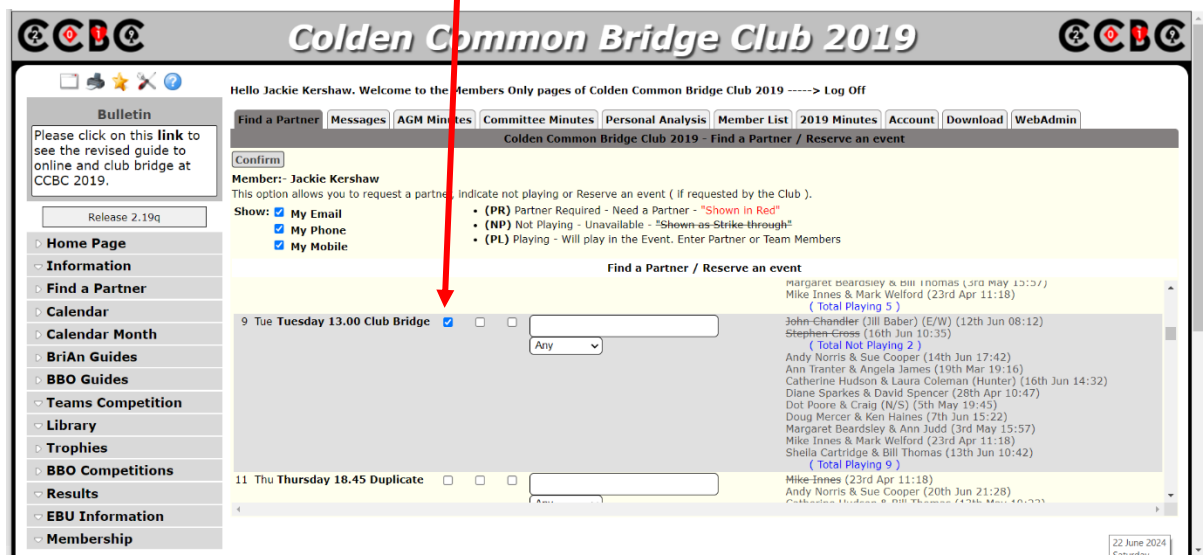 CCBC
Colden Common Bridge Club 2019
CCBC
Hello Jackie Kershaw. Welcome to the Members Only pages of Colden Common Bridge Club 2019 -----> Log Off
Bulletin
Please click on this link to
see the revised guide to
online and club bridge at
CCBC 2019.
Release 2.19q
Home Page
Information
Find a Partner
Calendar
Calendar Month
BriAn Guides
BBO Guides
Teams Competition
Library
Trophies
BBO Competitions
Results
EBU Information
Membership
Find a Partner Messages AGM Minutes Committee Minutes Personal Analysis Member List 2019 Minutes Account Download WebAdmin
Colden Common Bridge Club 2019 - Find a Partner / Reserve an event
Confirm
Member:- Jackie Kershaw
This option allows you to request a partner, indicate not playing or Reserve an event ( if requested by the Club ).
Show: My Email
My Phone
My Mobile
• (PR) Partner Required - Need a Partner - "Shown in Red"
• (NP) Not Playing - Unavailable - "Shown as Strike through"
• (PL) Playing - Will play in the Event. Enter Partner or Team Members
Find a Partner / Reserve an event
Margaret Beardsley & Bill Thomas (3rd May 15:57)
Mike Innes & Mark Welford (23rd Apr 11:18)
( Total Playing 5 )
9 Tue Tuesday 13.00 Club Bridge
Any
John Chandler (Jill Baber) (E/W) (12th Jun 08:12)
Stephen Cross (16th Jun 10:35)
( Total Not Playing 2 )
Andy Norris & Sue Cooper (14th Jun 17:42)
Ann Tranter & Angela James (19th Mar 19:16)
Catherine Hudson & Laura Coleman (Hunter) (16th Jun 14:32)
Diane Sparkes & David Spencer (28th Apr 10:47)
Dot Poore & Craig (N/S) (5th May 19:45)
Doug Mercer & Ken Haines (7th Jun 15:22)
Margaret Beardsley & Ann Judd (3rd May 15:57)
Mike Innes & Mark Welford (23rd Apr 11:18)
Sheila Cartridge & Bill Thomas (13th Jun 10:42)
( Total Playing 9 )
11 Thu Thursday 18.45 Duplicate
Any
Mike Innes (23rd Apr 11:18)
Andy Norris & Sue Cooper (20th Jun 21:28)
Catherine Hudson & Bill Thomas (13th May 10:23)
22 June 2024
Saturday